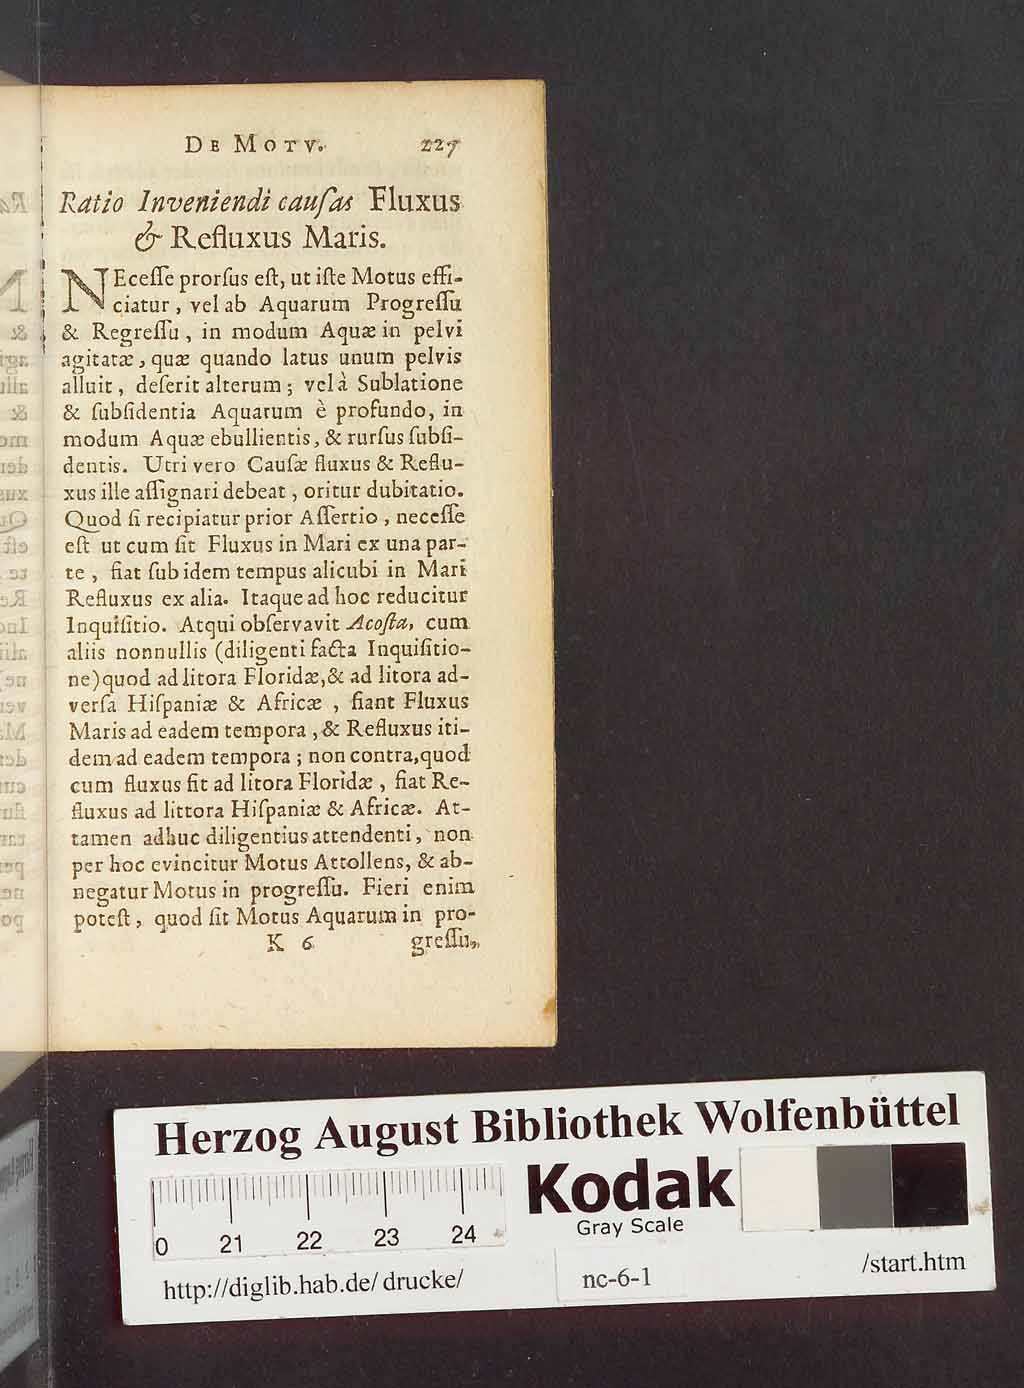 DE MOTV. 227
Ratio Inveniendi cauſas Fluxus
& Refluxus Maris.
NEceſſe prorſus eſt, ut iſte Motus effi-
ciatur, vel ab Aquarum Progreſſu
& Regreſſu, in modum Aquæ in pelvi
agitatæ, quæ quando latus unum pelvis
alluit, deſerit alterum; vel à Sublatione
& ſubſidentia Aquarum è profundo, in
modum Aquæ ebullientis, & rurſus ſubſi-
dentis. Utri vero Cauſæ fluxus & Reflu-
xus ille aſſignari debeat, oritur dubitatio.
Quod ſi recipiatur prior Aſſertio, neceſſe
eſt ut cum ſit Fluxus in Mari ex una par-
te, fiat ſub idem tempus alicubi in Mari
Refluxus ex alia. Itaque ad hoc reducitur
Inquiſitio. Atqui obſervavit Acoſta, cum
aliis nonnullis (diligenti facta Inquiſitio-
ne) quod ad litora Floridæ, & ad litora ad-
verſa Hiſpaniæ & Africæ, fiant Fluxus
Maris ad eadem tempora, & Refluxus iti-
dem ad eadem tempora; non contra, quod
cum fluxus fit ad litora Floridæ, fiat Re-
fluxus ad littora Hiſpaniæ & Africæ. At-
tamen adhuc diligentius attendenti, non
per hoc evincitur Motus Attollens, & ab-
negatur Motus in progreſſu. Fieri enim
poteſt, quod ſit Motus Aquarum in pro-
K 6 greſſu,
Herzog August Bibliothek Wolfenbüttel
Kodak
Gray Scale
0 21 22 23 24
http://diglib.hab.de/drucke/ nc-6-1 /start.htm